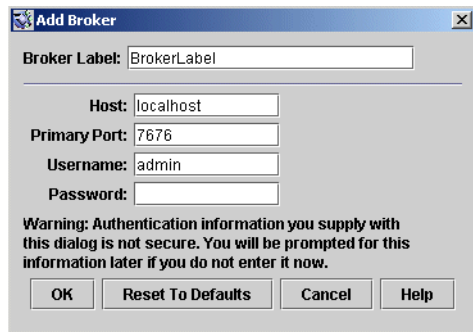 Add Broker
Broker Label: BrokerLabel
Host: localhost
Primary Port: 7676
Username: admin
Password:
Warning: Authentication information you supply with
this dialog is not secure. You will be prompted for this
information later if you do not enter it now.
OK Reset To Defaults Cancel Help